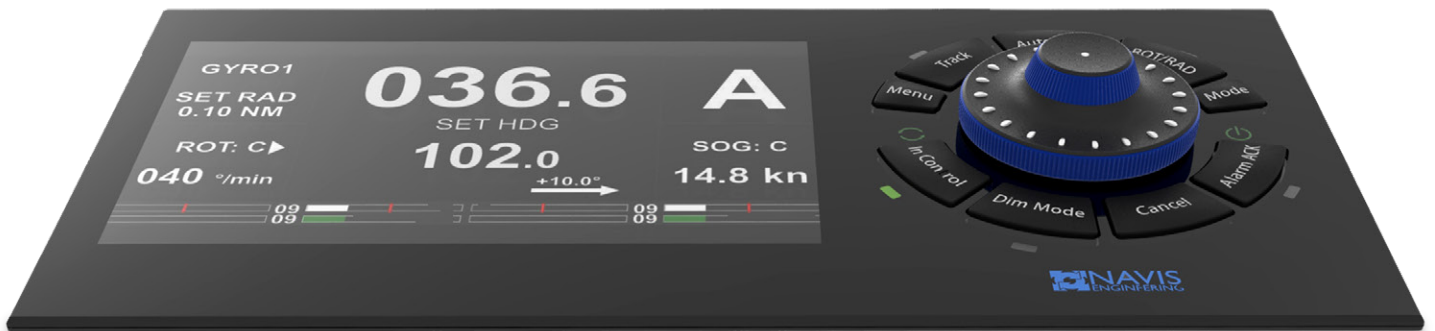 GYRO1
036.6
A
SET RAD
0.10 NM
SET HDG
102.0
ROT: C▶
SOG: C
040 °/min
+10.0°
14.8 kn
09
09
09
09
Track
ROT/RAD
Menu
Mode
In Con rol
Alarm ACK
Dim Mode
Cancel
NAVIS
ENGINEERING